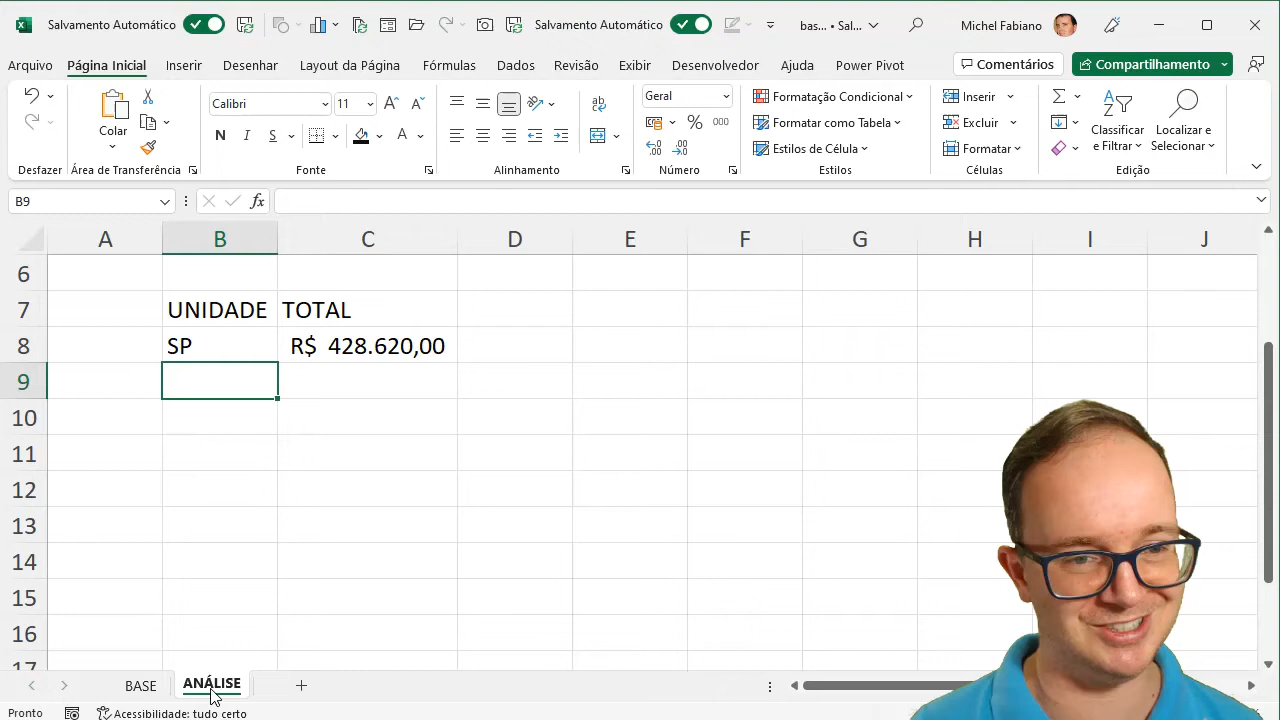 Salvamento Automático Salvamento Automático bas... • Sal... Michel Fabiano
Arquivo Página Inicial Inserir Desenhar Layout da Página Fórmulas Dados Revisão Exibir Desenvolvedor Ajuda Power Pivot Comentários Compartilhamento
Colar
Calibri 11
N I S A
Geral
% 000
Formatação Condicional
Formatar como Tabela
Estilos de Célula
Inserir
Excluir
Formatar
Classificar e Filtrar
Localizar e Selecionar
Desfazer Área de Transferência Fonte Alinhamento Número Estilos Células Edição
B9 fx
A B C D E F G H I J
6
7 UNIDADE TOTAL
8 SP R$ 428.620,00
9
10
11
12
13
14
15
16
17
BASE ANÁLISE
Pronto Acessibilidade: tudo certo